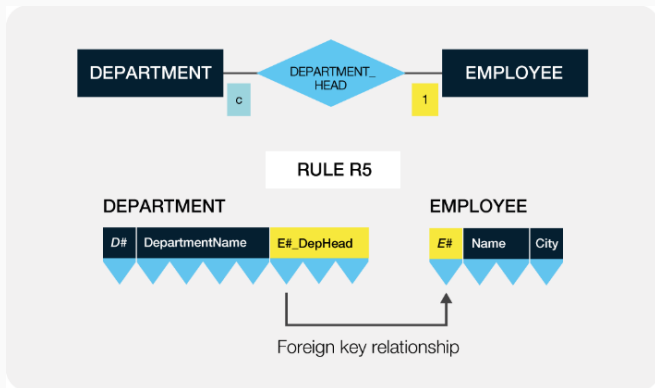 DEPARTMENT
DEPARTMENT_
HEAD
EMPLOYEE
c
1
RULE R5
DEPARTMENT
EMPLOYEE
D# DepartmentName E#_DepHead
E# Name City
Foreign key relationship